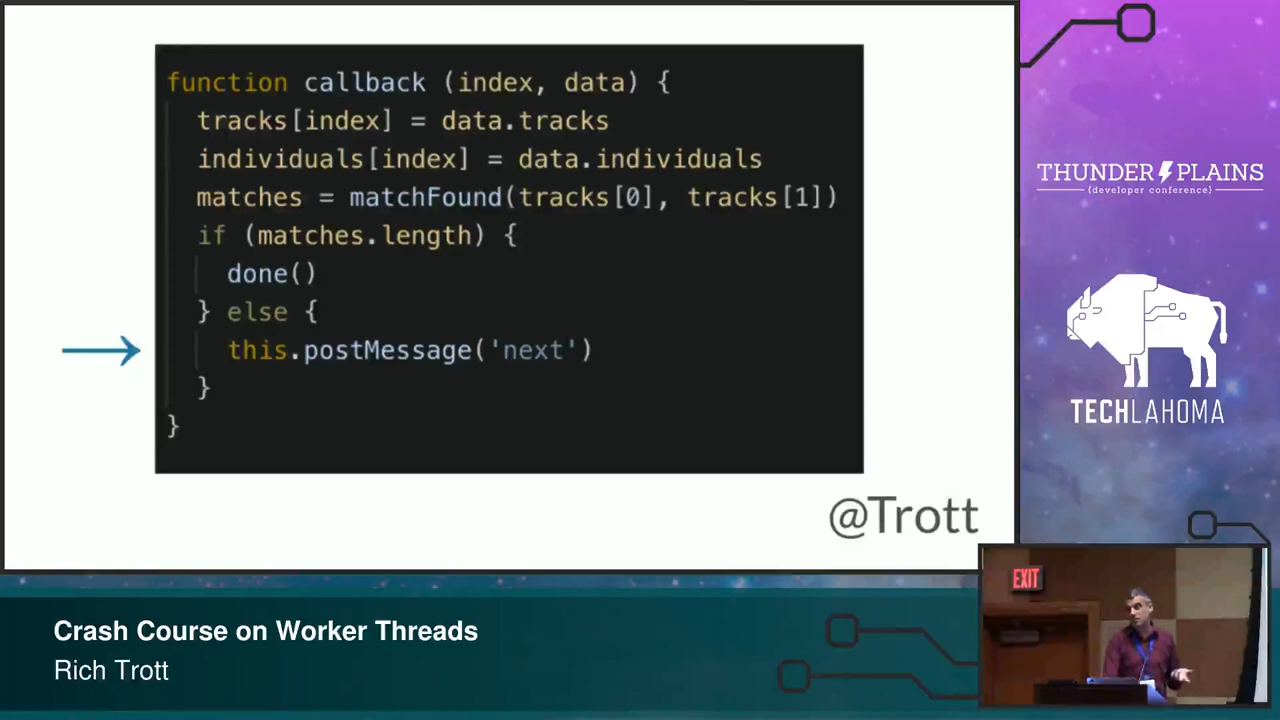 function callback (index, data) {
tracks[index] = data.tracks
individuals[index] = data.individuals
matches = matchFound(tracks[0], tracks[1])
if (matches.length) {
done()
} else {
this.postMessage('next')
}
}
@Trott
THUNDER PLAINS
{developer conference}
TECHLAHOMA
EXIT
Crash Course on Worker Threads
Rich Trott